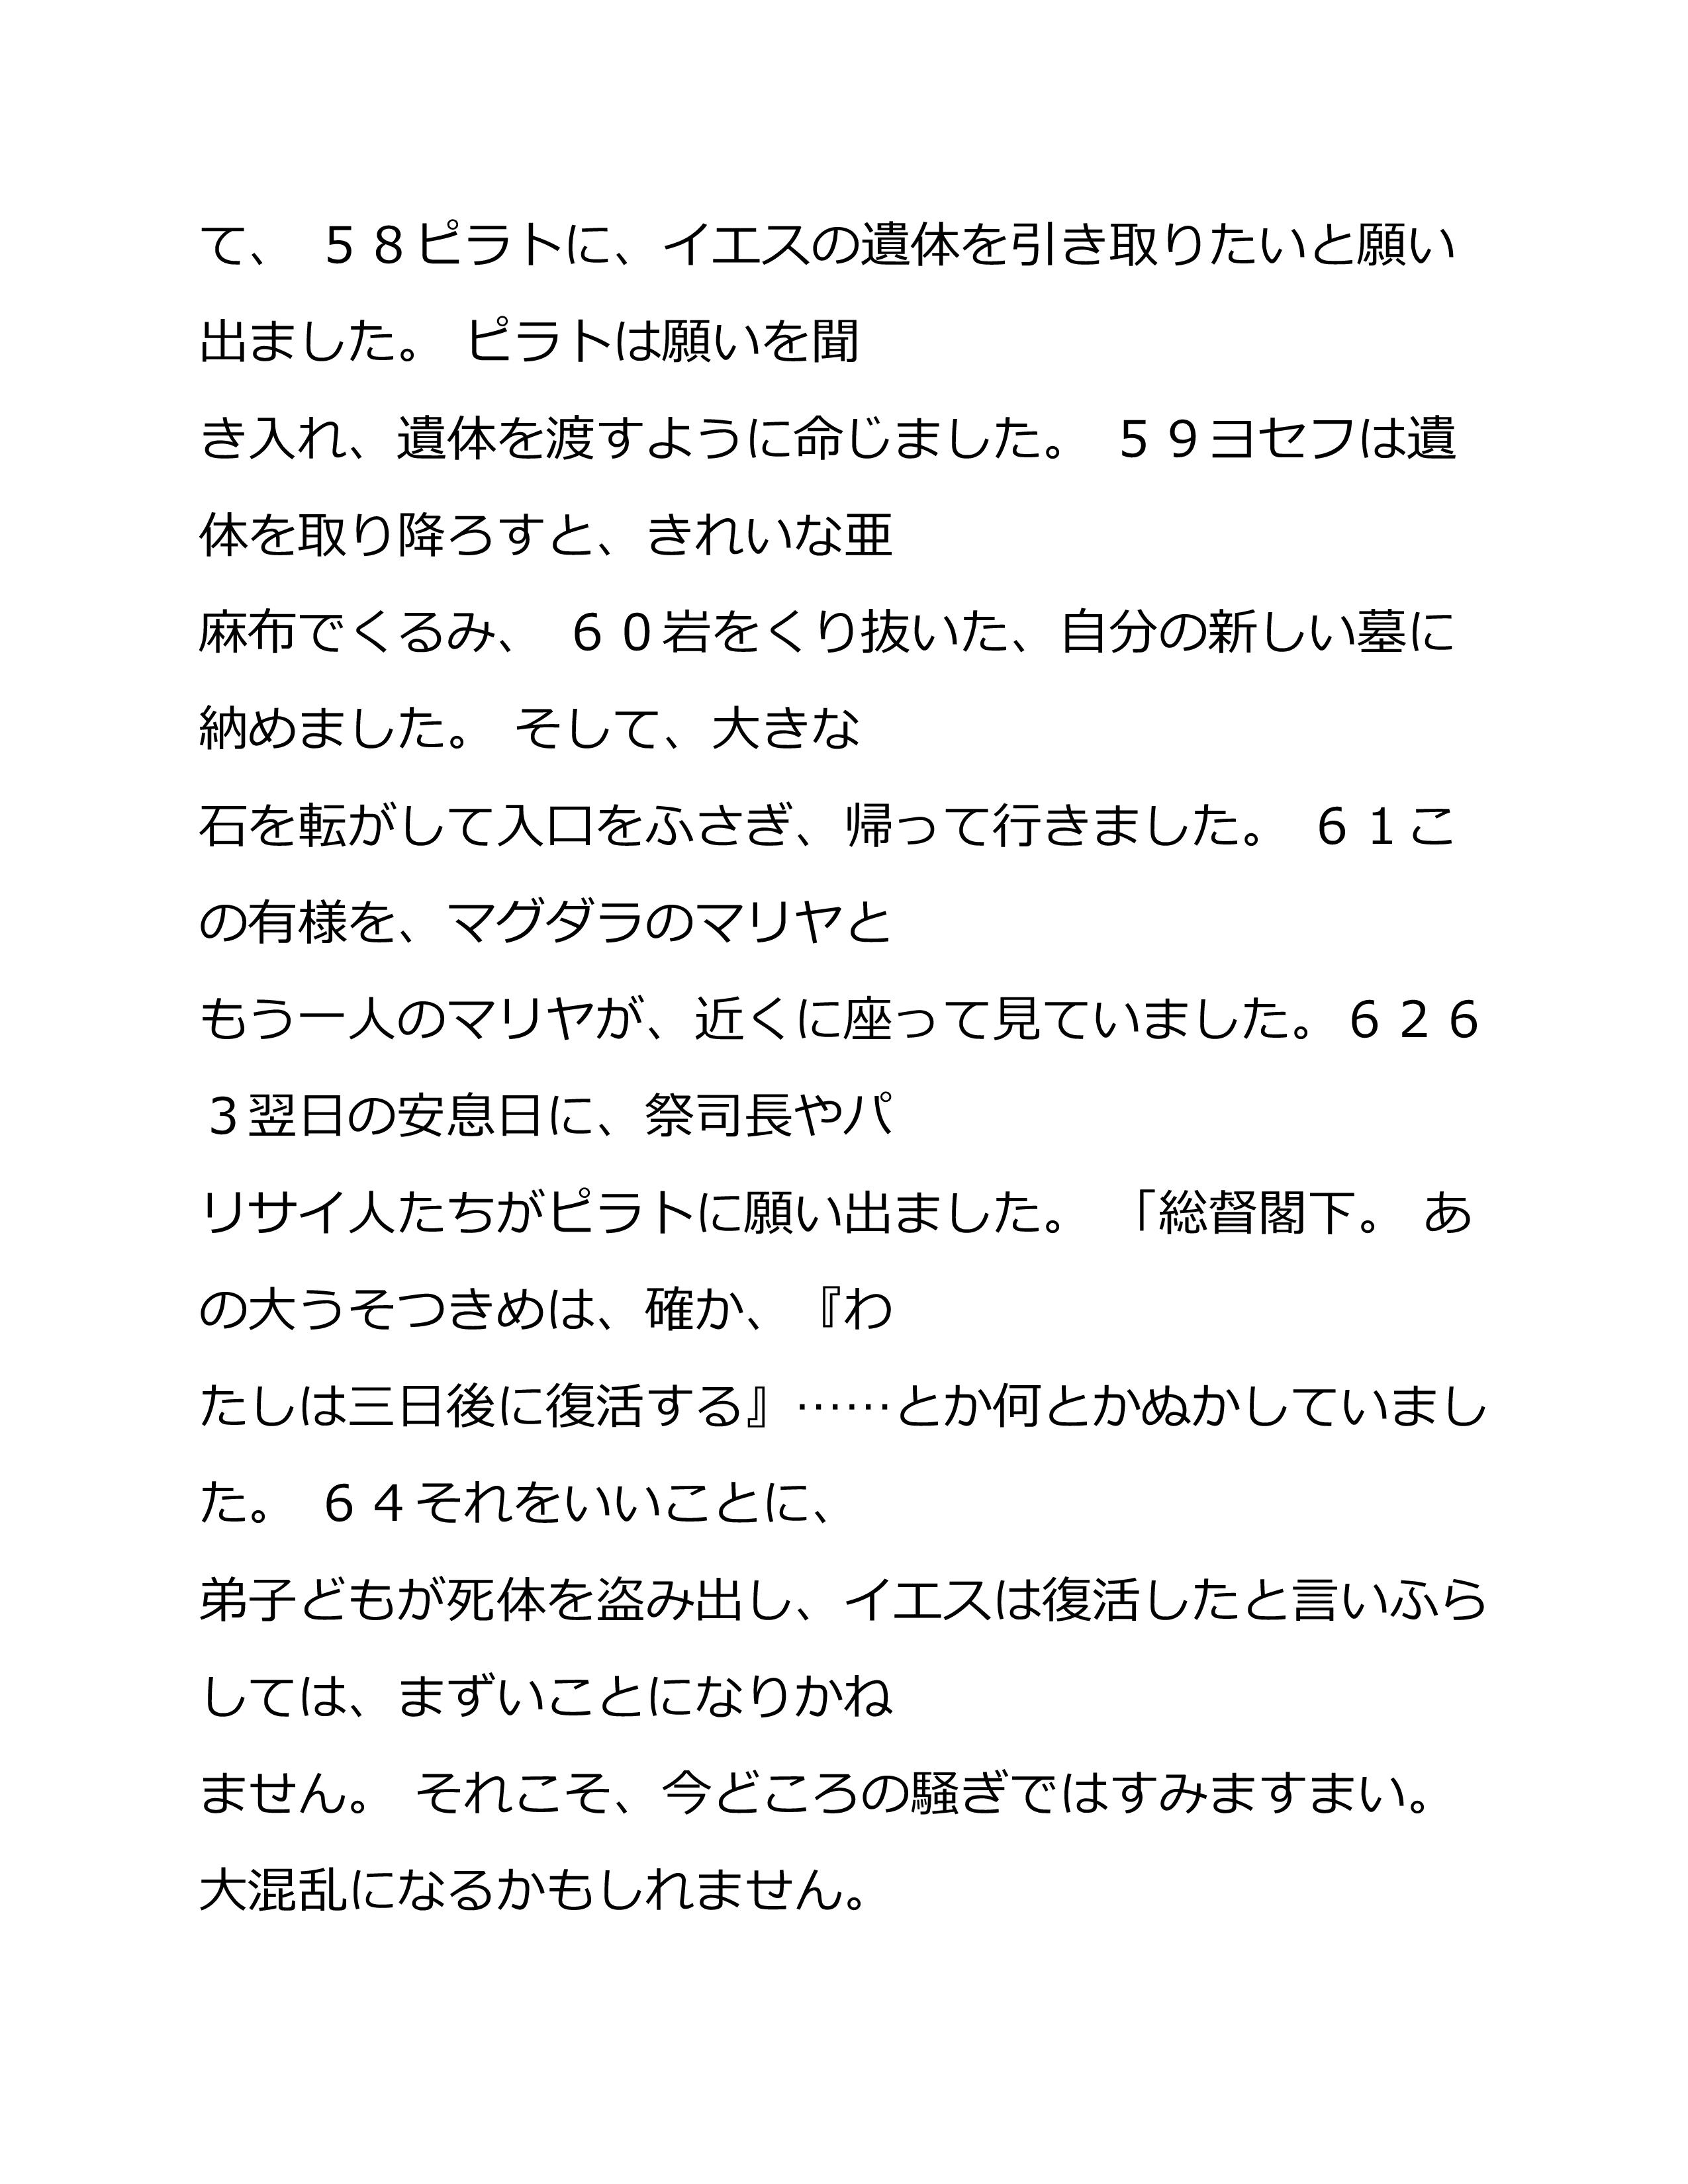 て、 ５８ピラトに、イエスの遺体を引き取りたいと願い
出ました。 ピラトは願いを聞
き入れ、遺体を渡すように命じました。 ５９ヨセフは遺
体を取り降ろすと、きれいな亜
麻布でくるみ、 ６０岩をくり抜いた、自分の新しい墓に
納めました。 そして、大きな
石を転がして入口をふさぎ、帰って行きました。 ６１こ
の有様を、マグダラのマリヤと
もう一人のマリヤが、近くに座って見ていました。６２６
３翌日の安息日に、祭司長やパ
リサイ人たちがピラトに願い出ました。 「総督閣下。 あ
の大うそつきめは、確か、『わ
たしは三日後に復活する』……とか何とかぬかしていまし
た。 ６４それをいいことに、
弟子どもが死体を盗み出し、イエスは復活したと言いふら
しては、まずいことになりかね
ません。 それこそ、今どころの騒ぎではすみますまい。
大混乱になるかもしれません。